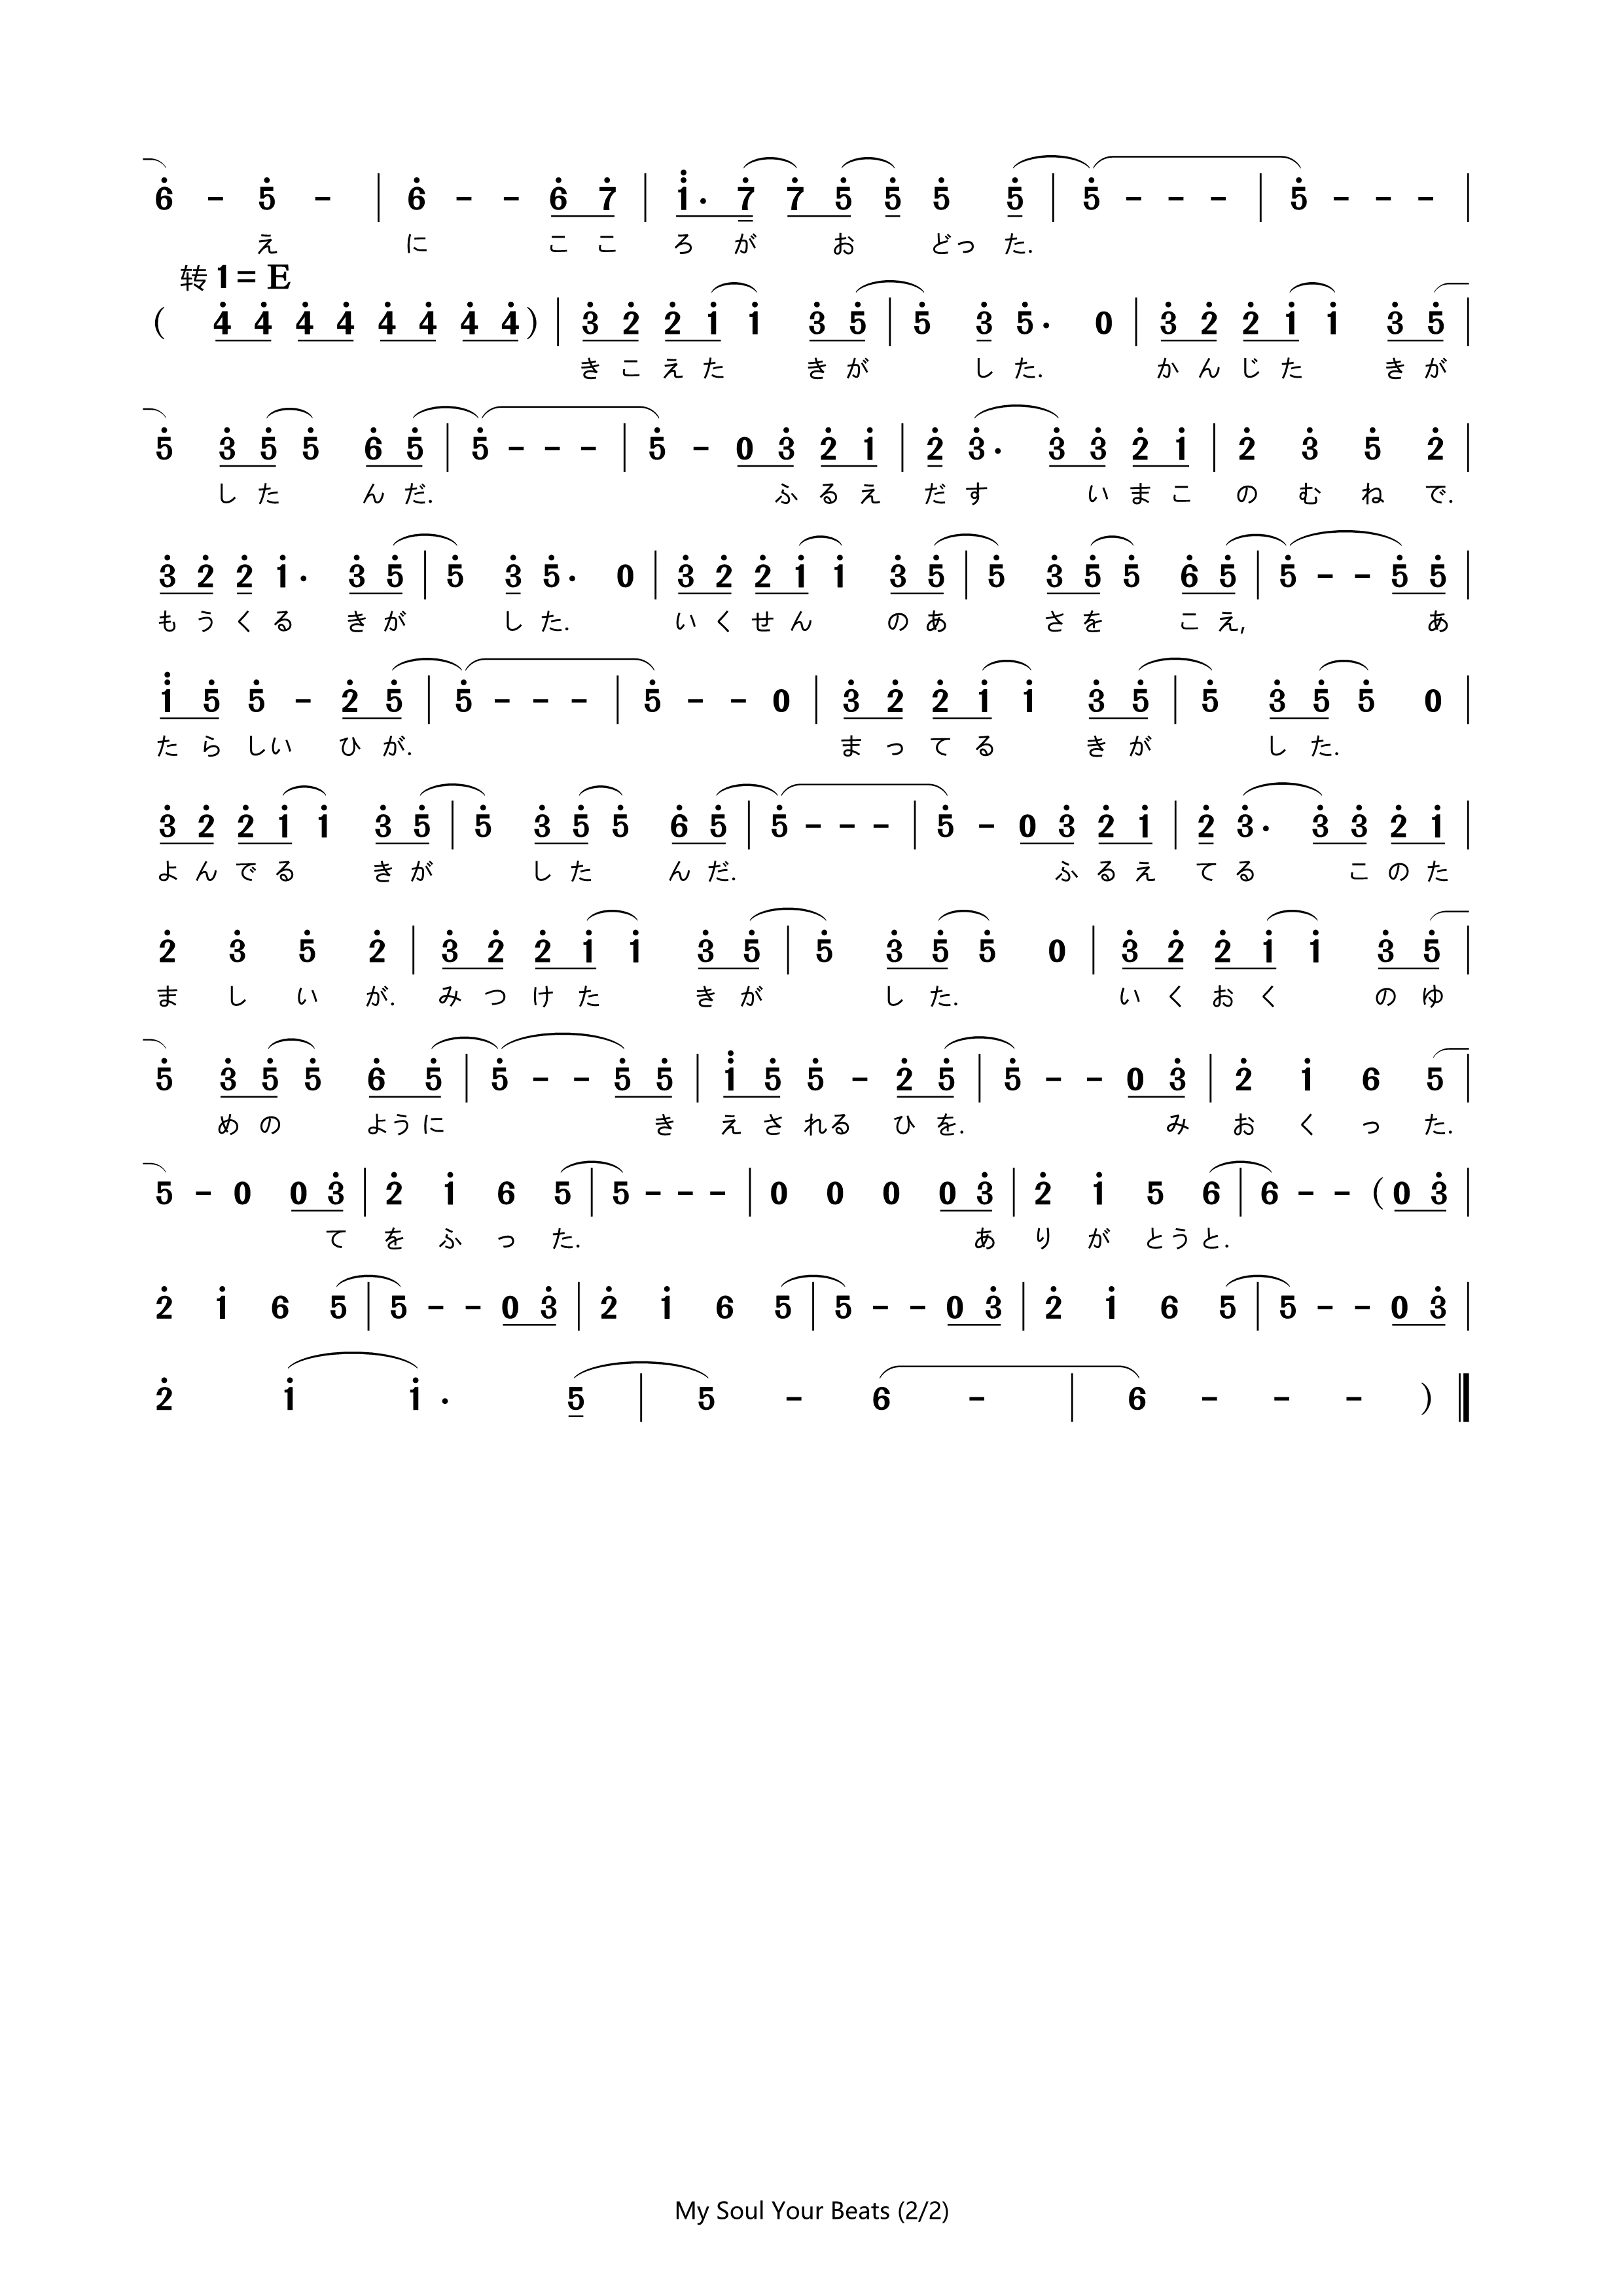 6̇ - 5̇ - | 6̇ - - 6̇ 7̇ | 1̈ · 7̇ 7̇ 5̇ 5̇ 5̇ 5̇ | 5̇ - - - | 5̇ - - - |
え に こ こ ろ が お どっ た.
转 1 = E
( 4̇ 4̇ 4̇ 4̇ 4̇ 4̇ 4̇ 4̇ ) | 3̇ 2̇ 2̇ 1̇ 1̇ 3̇ 5̇ | 5̇ 3̇ 5̇ · 0 | 3̇ 2̇ 2̇ 1̇ 1̇ 3̇ 5̇ |
き こ え た き が し た. か ん じ た き が
5̇ 3̇ 5̇ 5̇ 6̇ 5̇ | 5̇ - - - | 5̇ - 0 3̇ 2̇ 1̇ | 2̇ 3̇ · 3̇ 3̇ 2̇ 1̇ | 2̇ 3̇ 5̇ 2̇ |
し た ん だ. ふ る え だ す い ま こ の む ね で.
3̇ 2̇ 2̇ 1̇ · 3̇ 5̇ | 5̇ 3̇ 5̇ · 0 | 3̇ 2̇ 2̇ 1̇ 1̇ 3̇ 5̇ | 5̇ 3̇ 5̇ 5̇ 6̇ 5̇ | 5̇ - - 5̇ 5̇ |
も う く る き が し た. い く せ ん の あ さ を こ え, あ
1̈ 5̇ 5̇ - 2̇ 5̇ | 5̇ - - - | 5̇ - - 0 | 3̇ 2̇ 2̇ 1̇ 1̇ 3̇ 5̇ | 5̇ 3̇ 5̇ 5̇ 0 |
た ら しい ひ が. ま っ て る き が し た.
3̇ 2̇ 2̇ 1̇ 1̇ 3̇ 5̇ | 5̇ 3̇ 5̇ 5̇ 6̇ 5̇ | 5̇ - - - | 5̇ - 0 3̇ 2̇ 1̇ | 2̇ 3̇ · 3̇ 3̇ 2̇ 1̇ |
よ ん で る き が し た ん だ. ふ る え て る こ の た
2̇ 3̇ 5̇ 2̇ | 3̇ 2̇ 2̇ 1̇ 1̇ 3̇ 5̇ | 5̇ 3̇ 5̇ 5̇ 0 | 3̇ 2̇ 2̇ 1̇ 1̇ 3̇ 5̇ |
ま し い が. み つ け た き が し た. い く お く の ゆ
5̇ 3̇ 5̇ 5̇ 6̇ 5̇ | 5̇ - - 5̇ 5̇ | 1̈ 5̇ 5̇ - 2̇ 5̇ | 5̇ - - 0 3̇ | 2̇ 1̇ 6 5 |
め の よう に き え さ れる ひ を. み お く っ た.
5 - 0 0 3̇ | 2̇ 1̇ 6 5 | 5 - - - | 0 0 0 0 3̇ | 2̇ 1̇ 5 6 | 6 - - ( 0 3̇ |
て を ふ っ た. あ り が とう と.
2̇ 1̇ 6 5 | 5 - - 0 3̇ | 2̇ 1̇ 6 5 | 5 - - 0 3̇ | 2̇ 1̇ 6 5 | 5 - - 0 3̇ |
2̇ 1̇ 1̇ · 5̇ | 5 - 6 - | 6 - - - )
My Soul Your Beats (2/2)